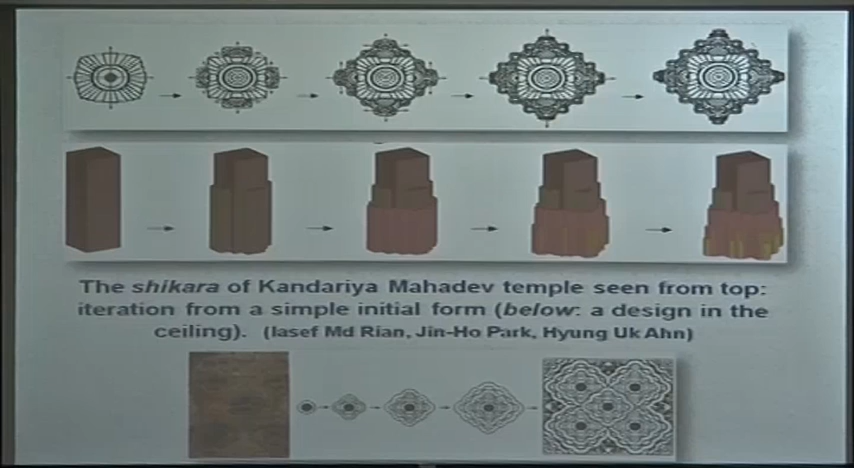 The shikara of Kandariya Mahadev temple seen from top:
iteration from a simple initial form (below: a design in the
ceiling). (Iasef Md Rian, Jin-Ho Park, Hyung Uk Ahn)